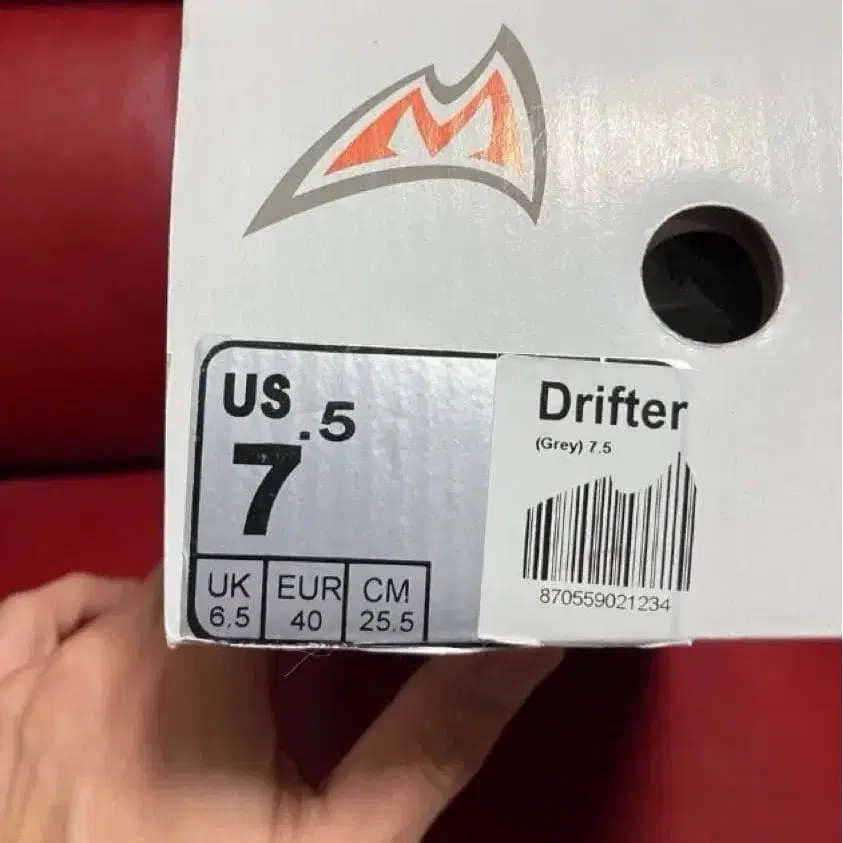 M
US
7.5
UK EUR CM
6.5 40 25.5
Drifter
(Grey) 7.5
870559021234